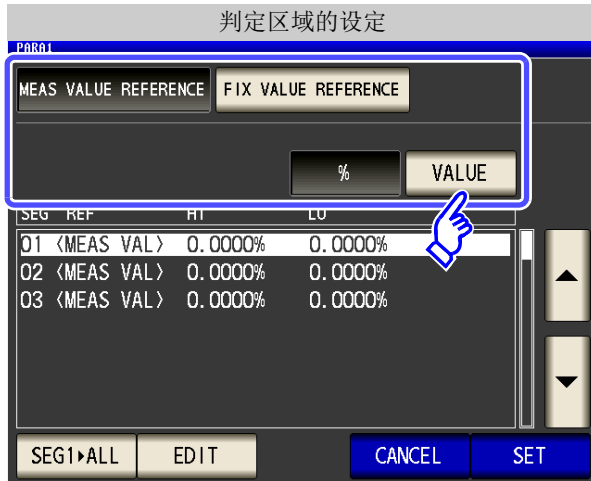 判定区域的设定
PARA1
MEAS VALUE REFERENCE FIX VALUE REFERENCE
% VALUE
SEG REF HI LO
01 〈MEAS VAL〉 0.0000% 0.0000%
02 〈MEAS VAL〉 0.0000% 0.0000%
03 〈MEAS VAL〉 0.0000% 0.0000%
SEG1▸ALL EDIT CANCEL SET